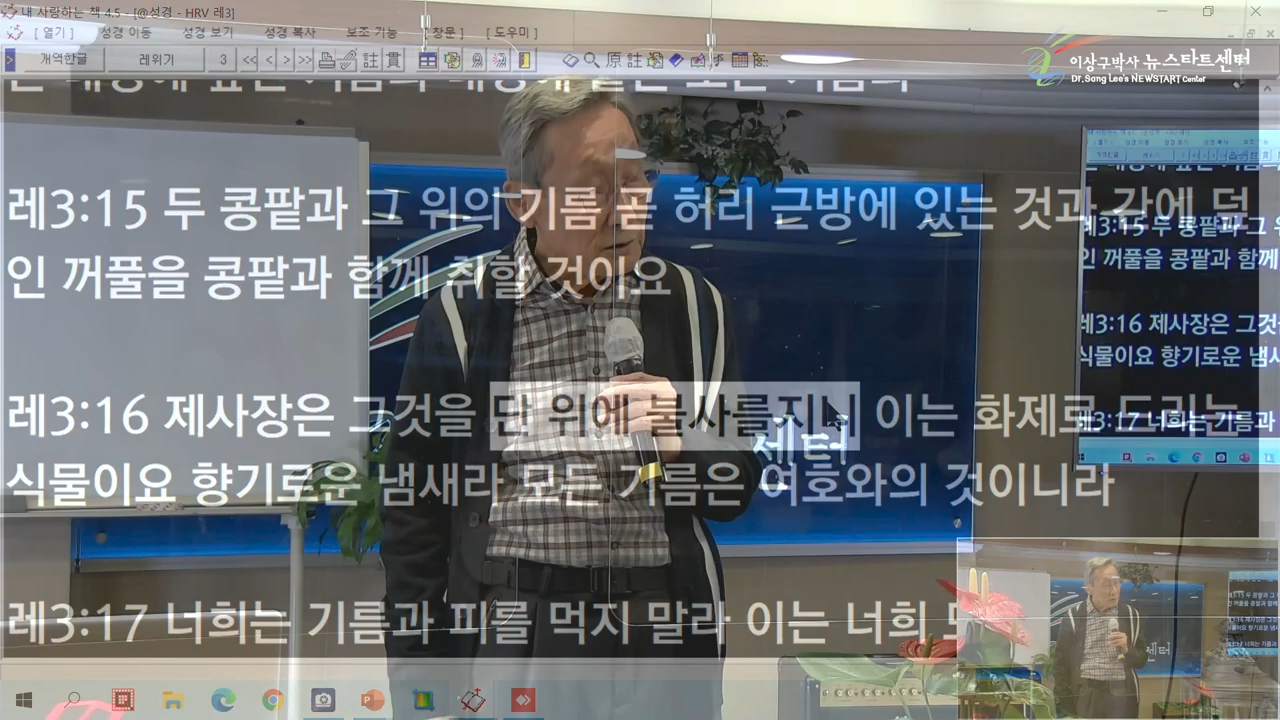 내 사랑하는 책 4.5 - [@성경 - HRV 레3]
[ 열기 ] 성경 이동 성경 보기 성경 복사 보조 기능 [ 창문 ] [ 도우미 ]
개역한글 레위기 3 << < > >> 註 貫 原 註
이상구박사 뉴스타트센터
Dr. Sang Lee's NEWSTART Center
레3:15 두 콩팥과 그 위의 기름 곧 허리 근방에 있는 것과 간에 덮
인 꺼풀을 콩팥과 함께 취할 것이요
레3:16 제사장은 그것을 단 위에 불사를지니 이는 화제로 드리는
식물이요 향기로운 냄새라 모든 기름은 여호와의 것이니라
레3:17 너희는 기름과 피를 먹지 말라 이는 너희
센터
레3:15 두 콩팥과 그
인 꺼풀을 콩팥과 함께
레3:16 제사장은 그것
식물이요 향기로운 냄새
레3:17 너희는 기름과
센터